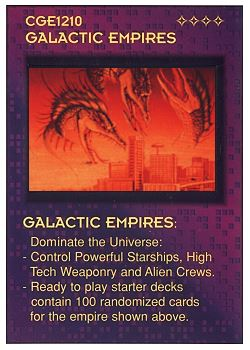 CGE1210
GALACTIC EMPIRES
GALACTIC EMPIRES:
Dominate the Universe:
- Control Powerful Starships, High
Tech Weaponry and Alien Crews.
- Ready to play starter decks
contain 100 randomized cards
for the empire shown above.